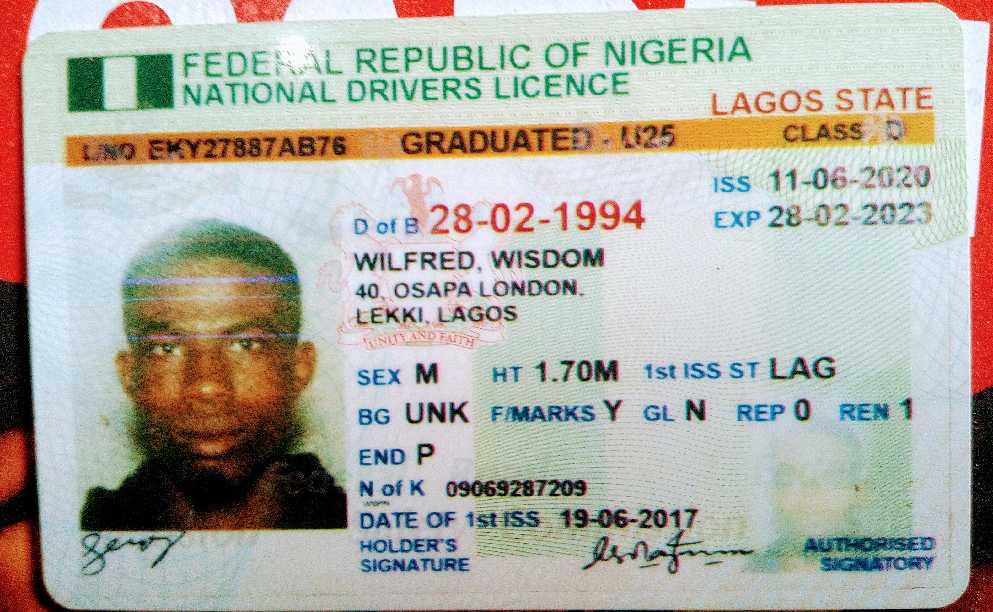 FEDERAL REPUBLIC OF NIGERIA
NATIONAL DRIVERS LICENCE
LAGOS STATE
L/NO EKY27887AB76 GRADUATED - U25 CLASS D
ISS 11-06-2020
D of B 28-02-1994 EXP 28-02-2023
WILFRED, WISDOM
40, OSAPA LONDON.
LEKKI, LAGOS
UNITY AND FAITH
SEX M HT 1.70M 1st ISS ST LAG
BG UNK F/MARKS Y GL N REP 0 REN 1
END P
N of K 09069287209
DATE OF 1st ISS 19-06-2017
HOLDER'S
SIGNATURE
AUTHORISED
SIGNATORY